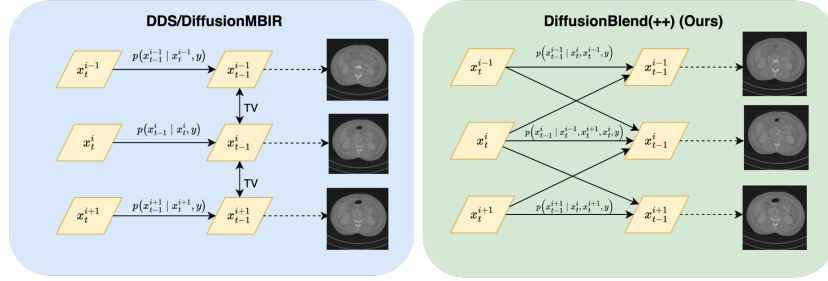 DDS/DiffusionMBIR
x_t^{i-1}
p(x_{t-1}^{i-1} | x_t^{i-1}, y)
x_{t-1}^{i-1}
TV
x_t^i
p(x_{t-1}^i | x_t^i, y)
x_{t-1}^i
TV
x_t^{i+1}
p(x_{t-1}^{i+1} | x_t^{i+1}, y)
x_{t-1}^{i+1}
DiffusionBlend(++) (Ours)
x_t^{i-1}
p(x_{t-1}^{i-1} | x_t^i, x_t^{i-1}, y)
x_{t-1}^{i-1}
x_t^i
p(x_{t-1}^i | x_t^{i-1}, x_t^{i+1}, x_t^i, y)
x_{t-1}^i
x_t^{i+1}
p(x_{t-1}^{i+1} | x_t^i, x_t^{i+1}, y)
x_{t-1}^{i+1}